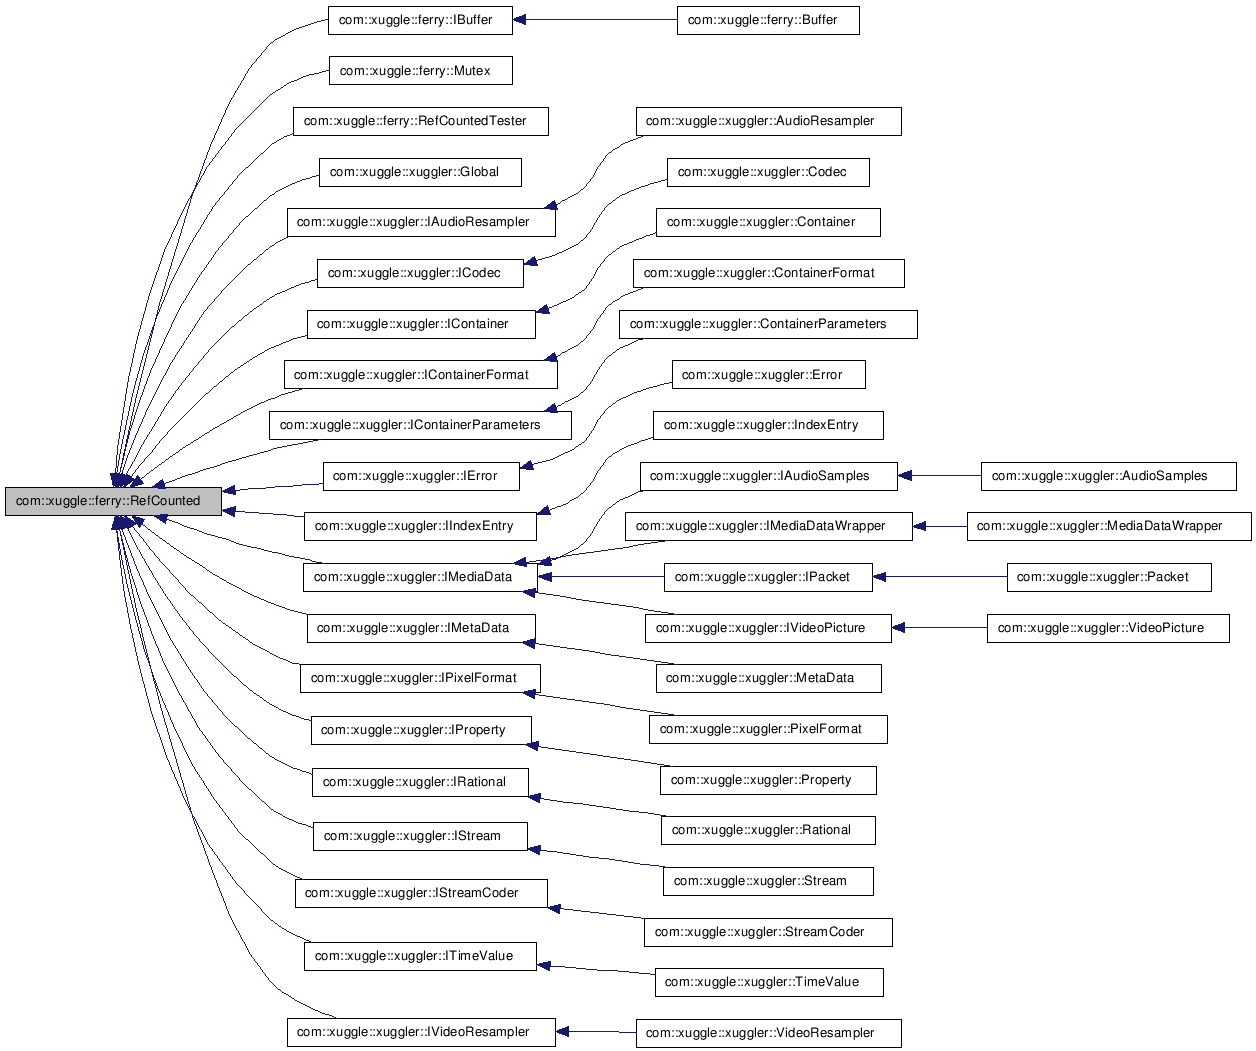 com::xuggle::ferry::IBuffer
com::xuggle::ferry::Buffer
com::xuggle::ferry::Mutex
com::xuggle::ferry::RefCountedTester
com::xuggle::xuggler::AudioResampler
com::xuggle::xuggler::Global
com::xuggle::xuggler::Codec
com::xuggle::xuggler::IAudioResampler
com::xuggle::xuggler::Container
com::xuggle::xuggler::ICodec
com::xuggle::xuggler::ContainerFormat
com::xuggle::xuggler::IContainer
com::xuggle::xuggler::ContainerParameters
com::xuggle::xuggler::IContainerFormat
com::xuggle::xuggler::Error
com::xuggle::xuggler::IContainerParameters
com::xuggle::xuggler::IndexEntry
com::xuggle::xuggler::IError
com::xuggle::xuggler::IAudioSamples
com::xuggle::xuggler::AudioSamples
com::xuggle::ferry::RefCounted
com::xuggle::xuggler::IIndexEntry
com::xuggle::xuggler::IMediaDataWrapper
com::xuggle::xuggler::MediaDataWrapper
com::xuggle::xuggler::IMediaData
com::xuggle::xuggler::IPacket
com::xuggle::xuggler::Packet
com::xuggle::xuggler::IMetaData
com::xuggle::xuggler::IVideoPicture
com::xuggle::xuggler::VideoPicture
com::xuggle::xuggler::IPixelFormat
com::xuggle::xuggler::MetaData
com::xuggle::xuggler::IProperty
com::xuggle::xuggler::PixelFormat
com::xuggle::xuggler::IRational
com::xuggle::xuggler::Property
com::xuggle::xuggler::IStream
com::xuggle::xuggler::Rational
com::xuggle::xuggler::IStreamCoder
com::xuggle::xuggler::Stream
com::xuggle::xuggler::StreamCoder
com::xuggle::xuggler::ITimeValue
com::xuggle::xuggler::TimeValue
com::xuggle::xuggler::IVideoResampler
com::xuggle::xuggler::VideoResampler